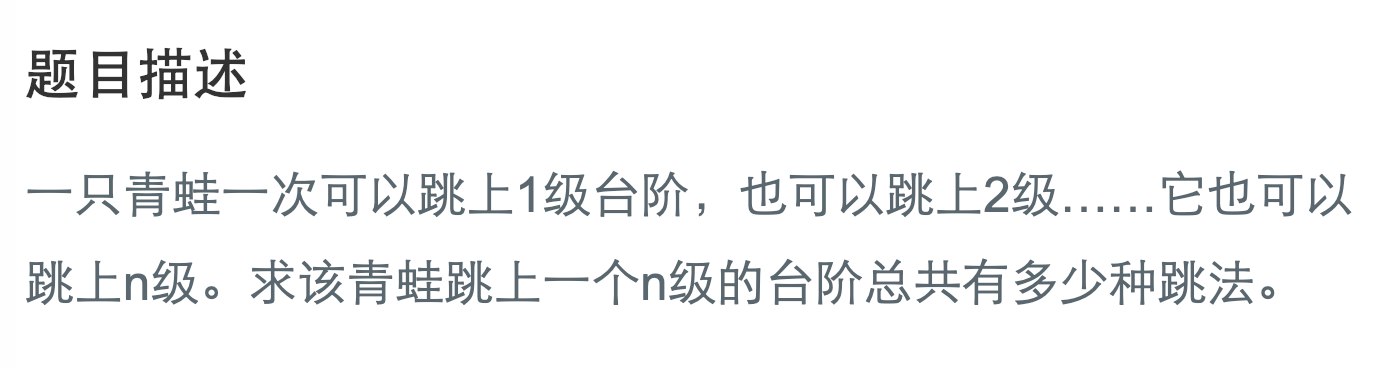 题目描述
一只青蛙一次可以跳上1级台阶，也可以跳上2级……它也可以
跳上n级。求该青蛙跳上一个n级的台阶总共有多少种跳法。